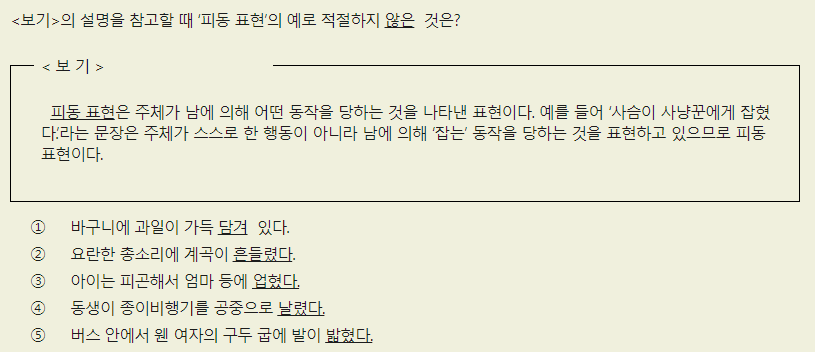 <보기>의 설명을 참고할 때 '피동 표현'의 예로 적절하지 않은 것은?
< 보 기 >
피동 표현은 주체가 남에 의해 어떤 동작을 당하는 것을 나타낸 표현이다. 예를 들어 '사슴이 사냥꾼에게 잡혔
다.'라는 문장은 주체가 스스로 한 행동이 아니라 남에 의해 '잡는' 동작을 당하는 것을 표현하고 있으므로 피동
표현이다.
① 바구니에 과일이 가득 담겨 있다.
② 요란한 총소리에 계곡이 흔들렸다.
③ 아이는 피곤해서 엄마 등에 업혔다.
④ 동생이 종이비행기를 공중으로 날렸다.
⑤ 버스 안에서 웬 여자의 구두 굽에 발이 밟혔다.